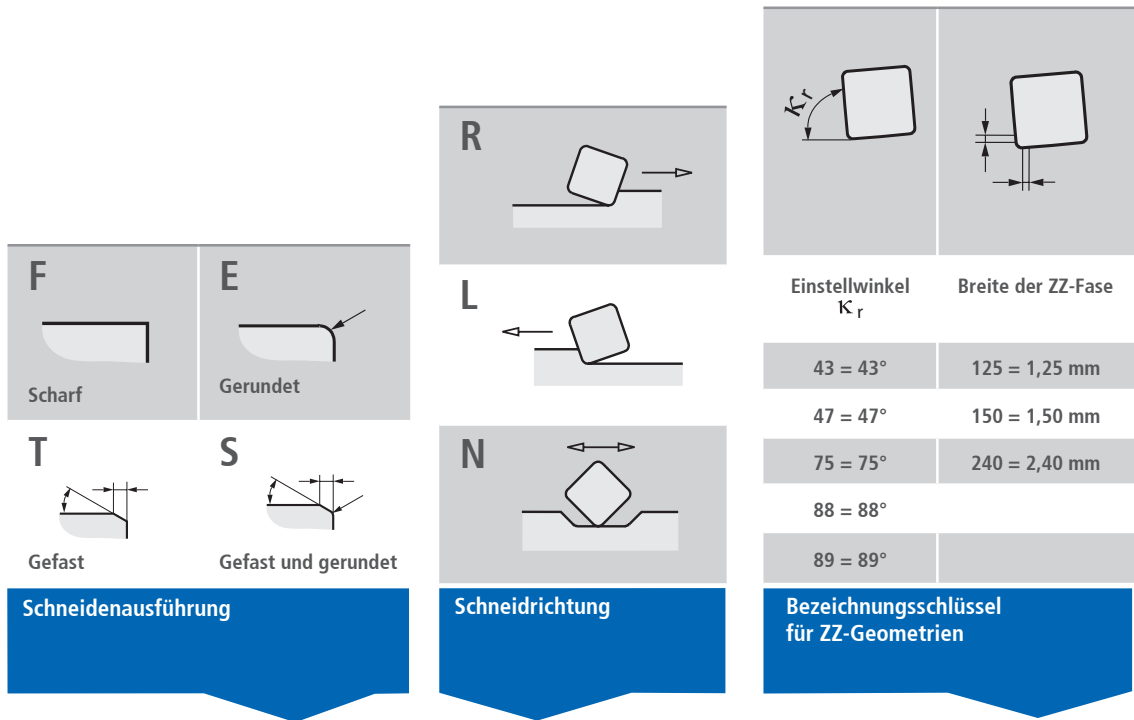 F
E
Scharf
Gerundet
T
S
Gefast
Gefast und gerundet
Schneidenausführung
R
L
N
Schneidrichtung
κ r
Einstellwinkel
κ r
Breite der ZZ-Fase
43 = 43°
125 = 1,25 mm
47 = 47°
150 = 1,50 mm
75 = 75°
240 = 2,40 mm
88 = 88°
89 = 89°
Bezeichnungsschlüssel
für ZZ-Geometrien